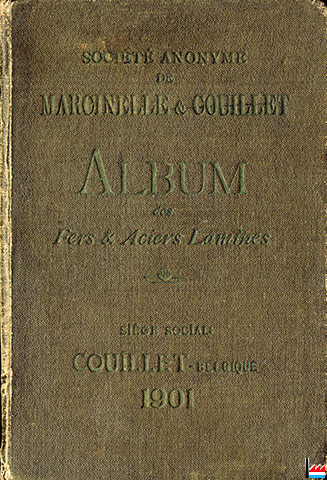 SOCIÉTÉ ANONYME
DE
MARCINELLE & COUILLET
ALBUM
des
Fers & Aciers Laminés
SIÈGE SOCIAL
COUILLET-BELGIQUE
1901